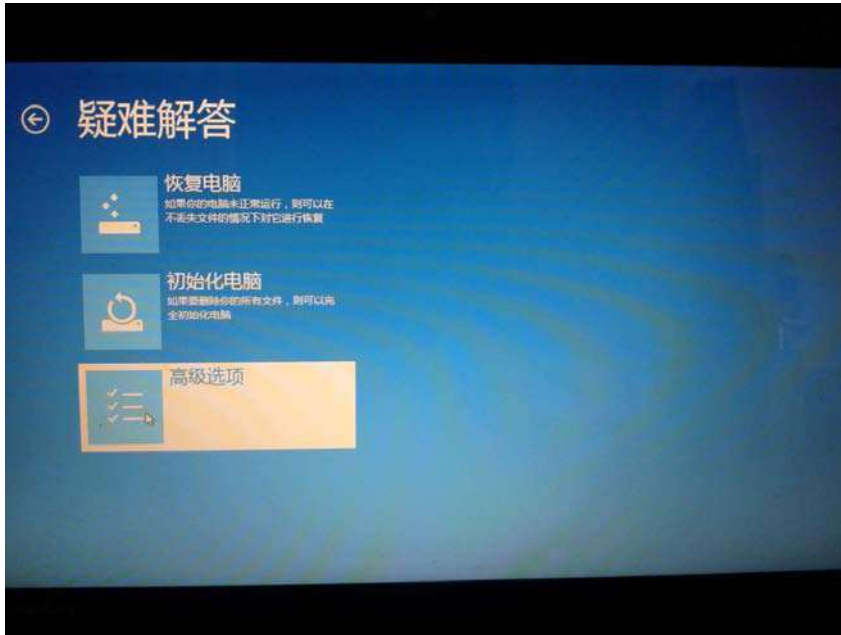 疑难解答
恢复电脑
如果你的电脑未正常运行，则可以在
不丢失文件的情况下对它进行恢复
初始化电脑
如果要删除你的所有文件，则可以完
全初始化电脑
高级选项